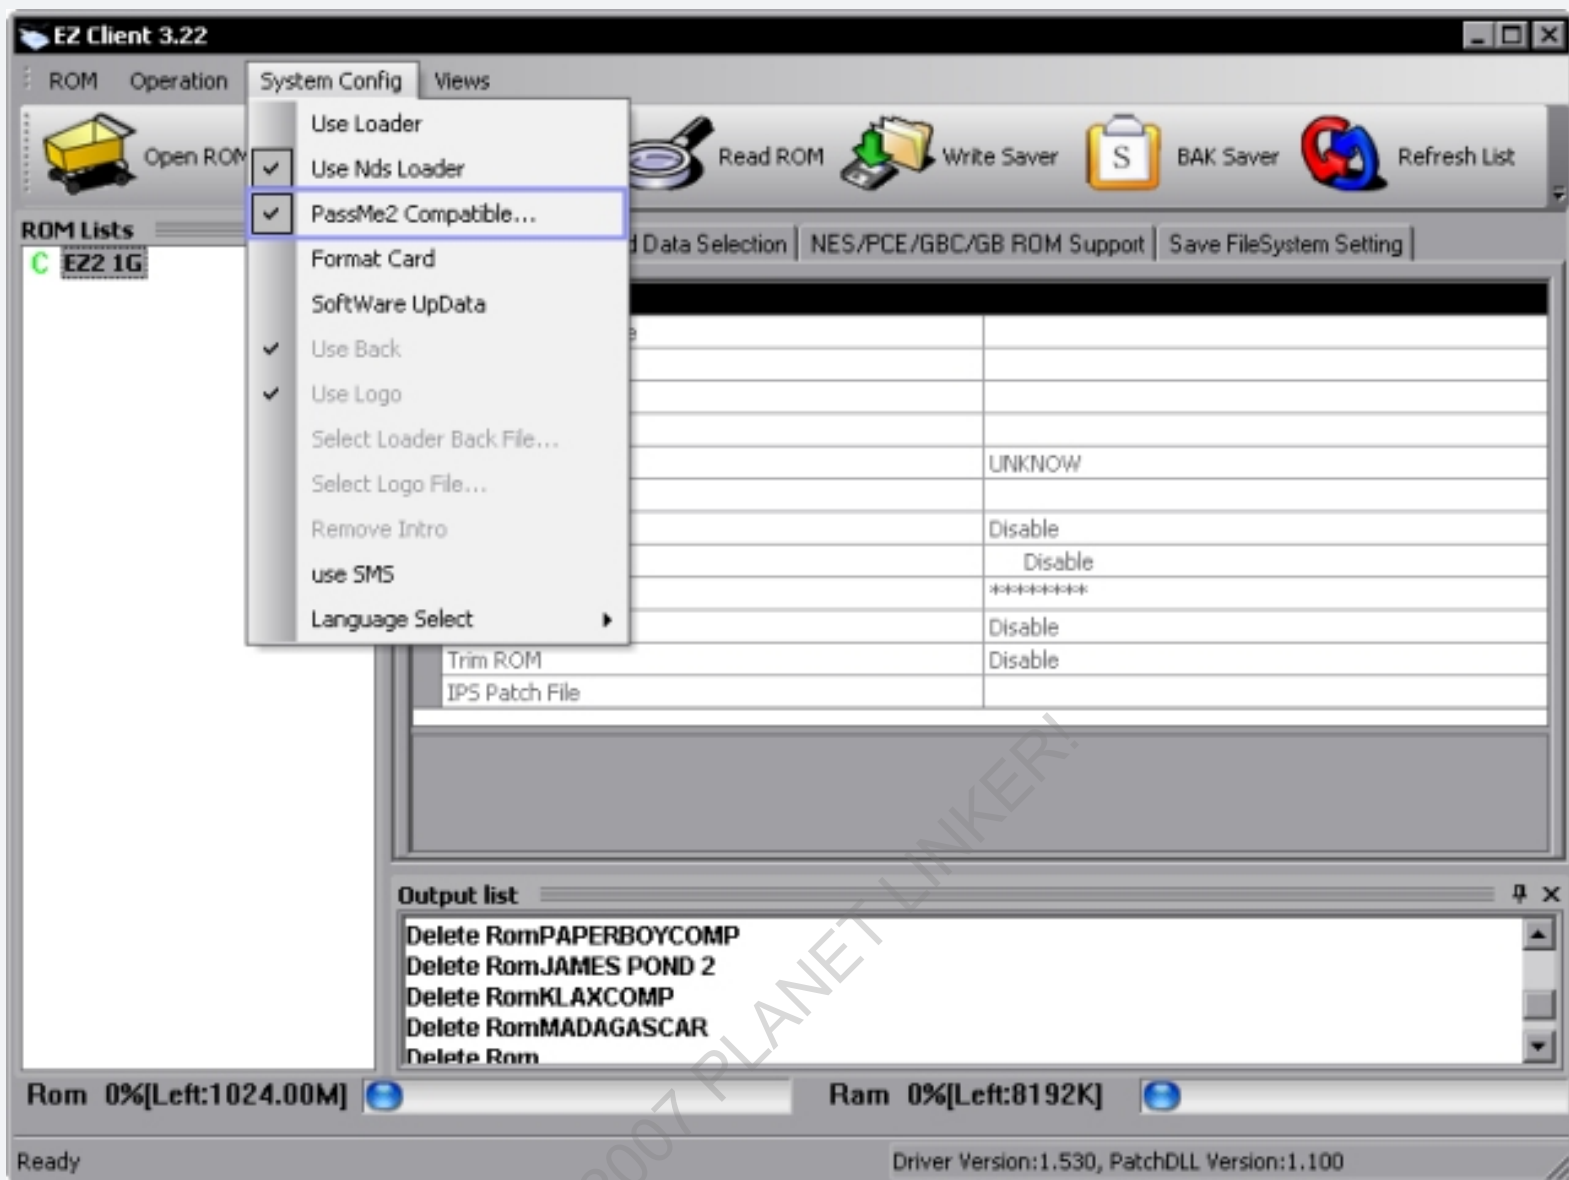 EZ Client 3.22
ROM Operation System Config Views
Open ROM
Read ROM
Write Saver
BAK Saver
Refresh List
Use Loader
Use Nds Loader
PassMe2 Compatible...
Format Card
SoftWare UpData
Use Back
Use Logo
Select Loader Back File...
Select Logo File...
Remove Intro
use SMS
Language Select
ROM Lists
C EZ2 1G
Data Selection
NES/PCE/GBC/GB ROM Support
Save FileSystem Setting
UNKNOW
Disable
Disable
********
Disable
Trim ROM Disable
IPS Patch File
Output list
Delete RomPAPERBOYCOMP
Delete RomJAMES POND 2
Delete RomKLAXCOMP
Delete RomMADAGASCAR
Delete Rom
Rom 0%[Left:1024.00M]
Ram 0%[Left:8192K]
Ready
Driver Version:1.530, PatchDLL Version:1.100
2007 PLANET LINKER!